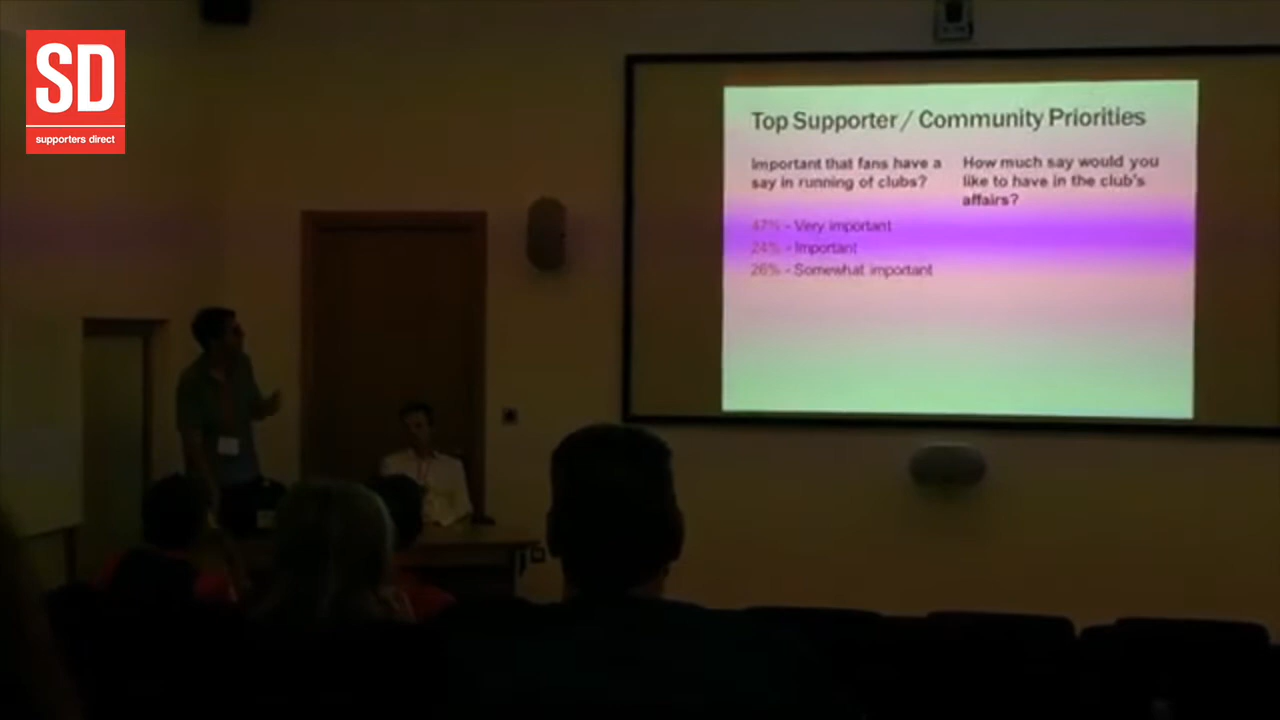 SD
supporters direct
Top Supporter / Community Priorities
Important that fans have a
say in running of clubs?
47% - Very important
24% - Important
26% - Somewhat important
How much say would you
like to have in the club's
affairs?